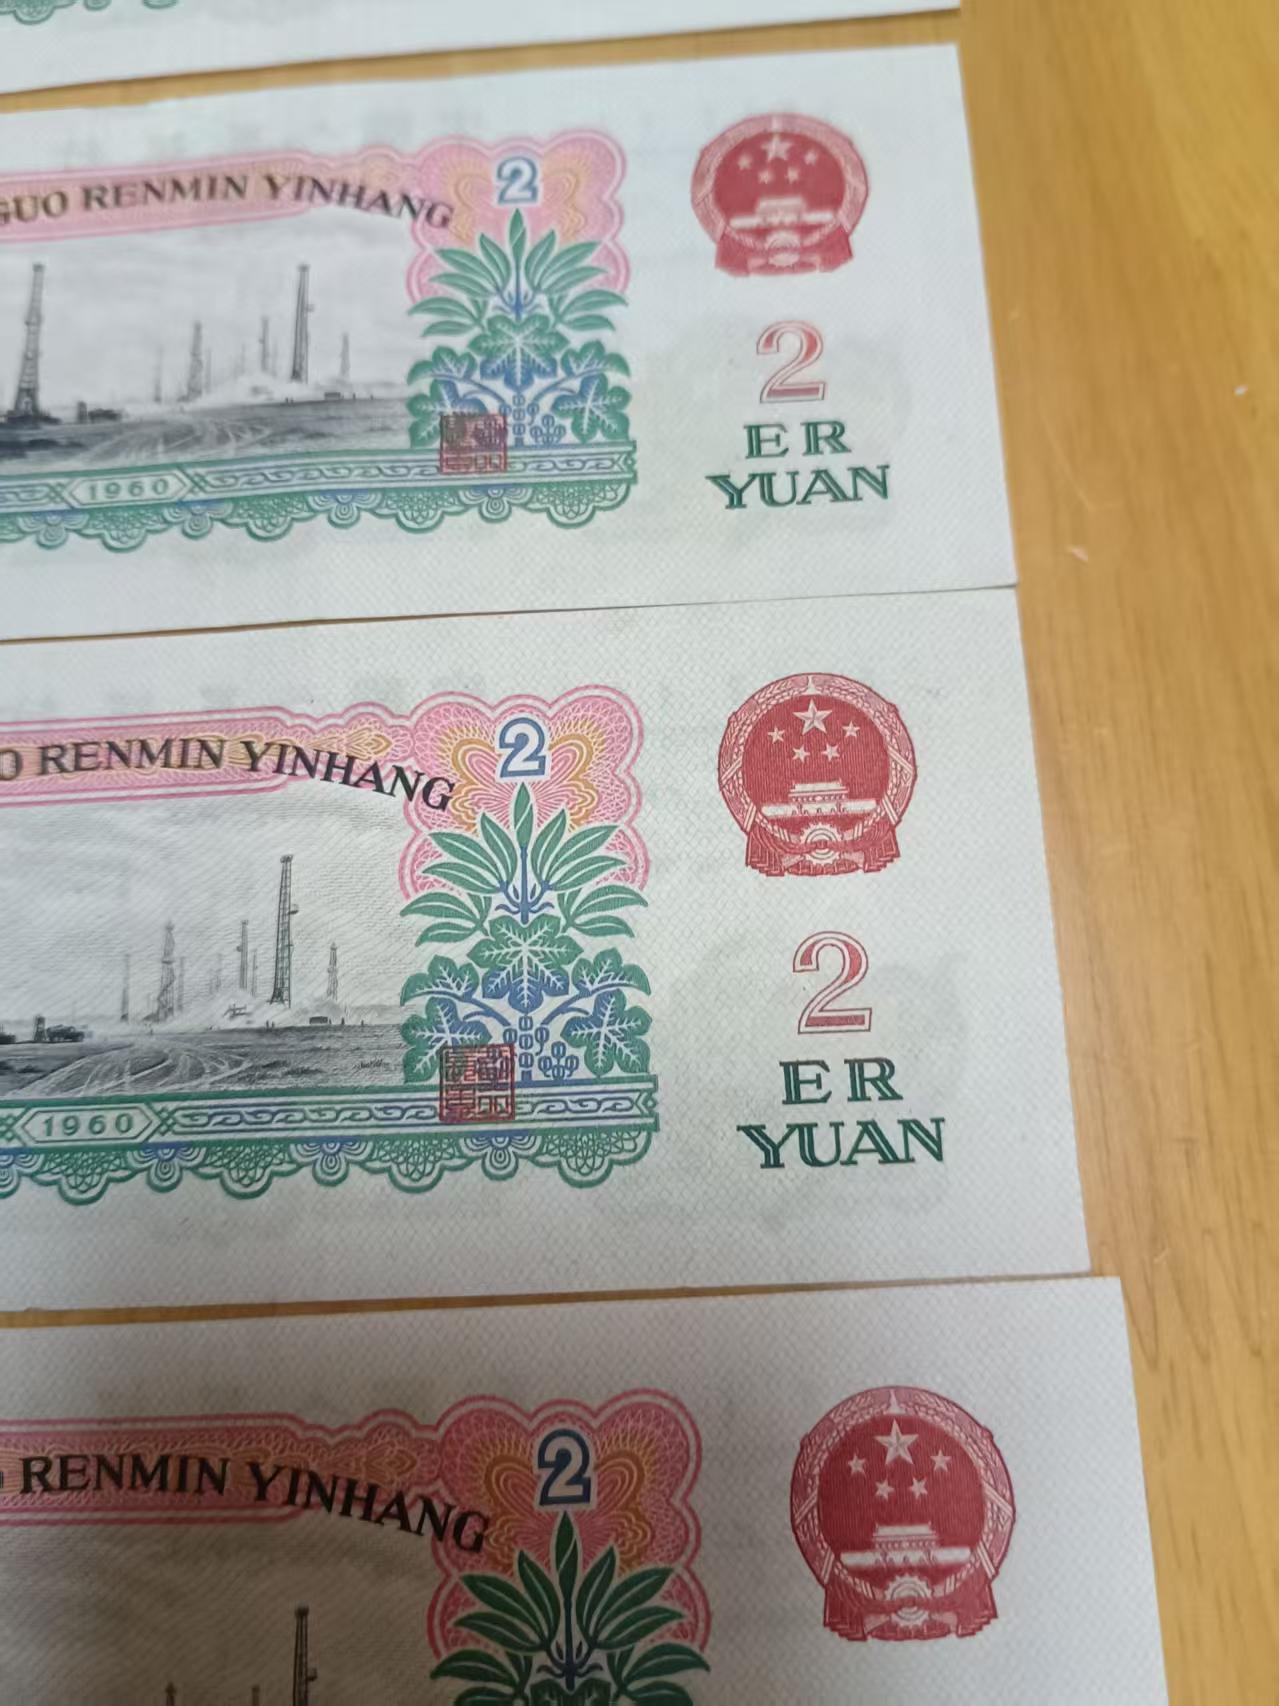 GUO RENMIN YINHANG
2
2
ER
YUAN
1960
O RENMIN YINHANG
2
2
ER
YUAN
1960
RENMIN YINHANG
2